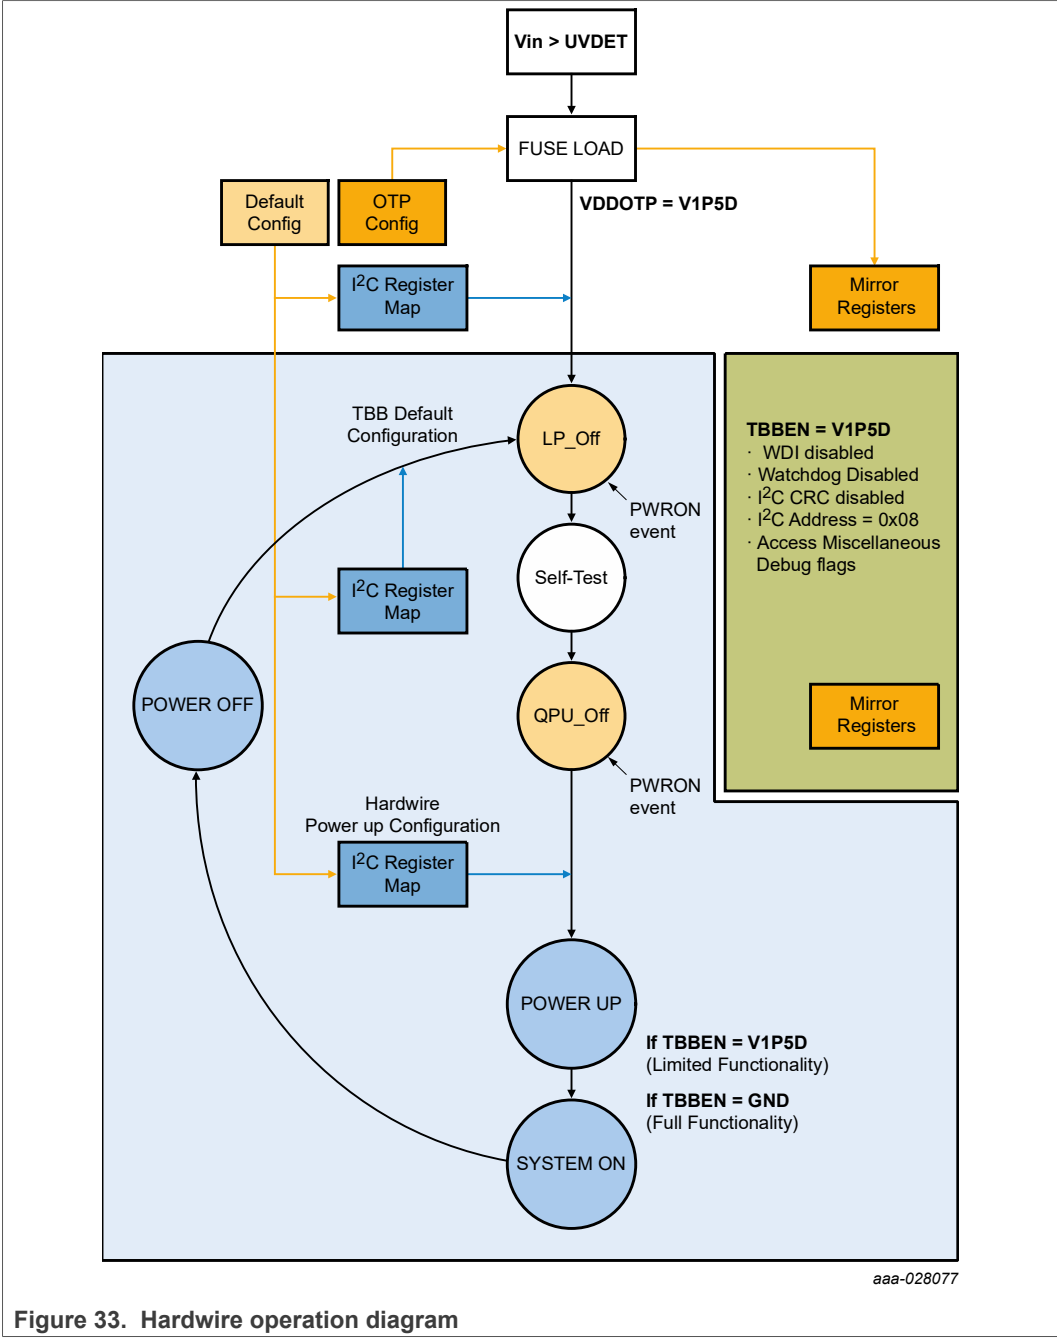 Vin > UVDET
FUSE LOAD
VDDOTP = V1P5D
Default
Config
OTP
Config
I2C Register
Map
Mirror
Registers
TBB Default
Configuration
LP_Off
PWRON
event
TBBEN = V1P5D
· WDI disabled
· Watchdog Disabled
· I2C CRC disabled
· I2C Address = 0x08
· Access Miscellaneous
Debug flags
Self-Test
I2C Register
Map
POWER OFF
QPU_Off
Mirror
Registers
PWRON
event
Hardwire
Power up Configuration
I2C Register
Map
POWER UP
If TBBEN = V1P5D
(Limited Functionality)
If TBBEN = GND
(Full Functionality)
SYSTEM ON
aaa-028077
Figure 33. Hardwire operation diagram